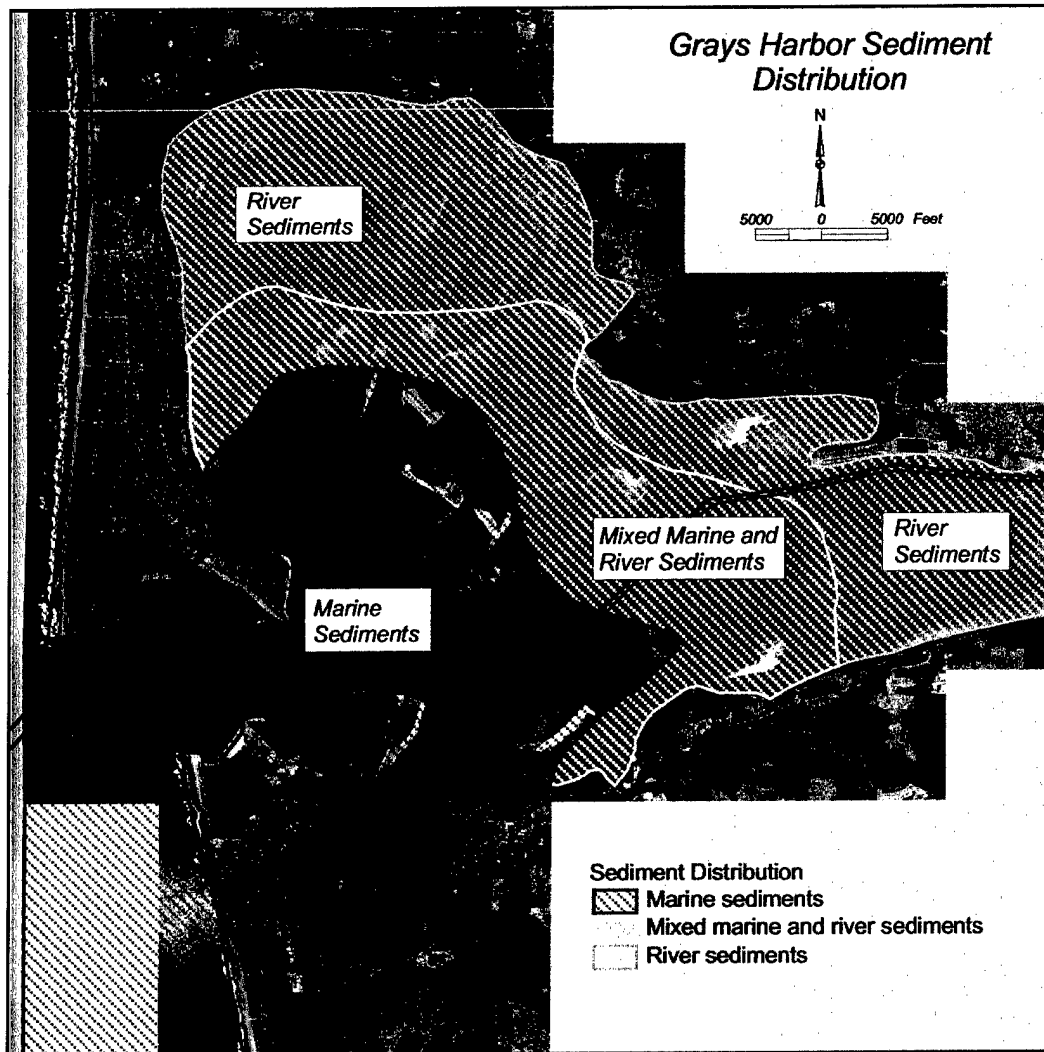 Grays Harbor Sediment
Distribution
N
5000 0 5000 Feet
River
Sediments
Mixed Marine and
River Sediments
River
Sediments
Marine
Sediments
Sediment Distribution
Marine sediments
Mixed marine and river sediments
River sediments